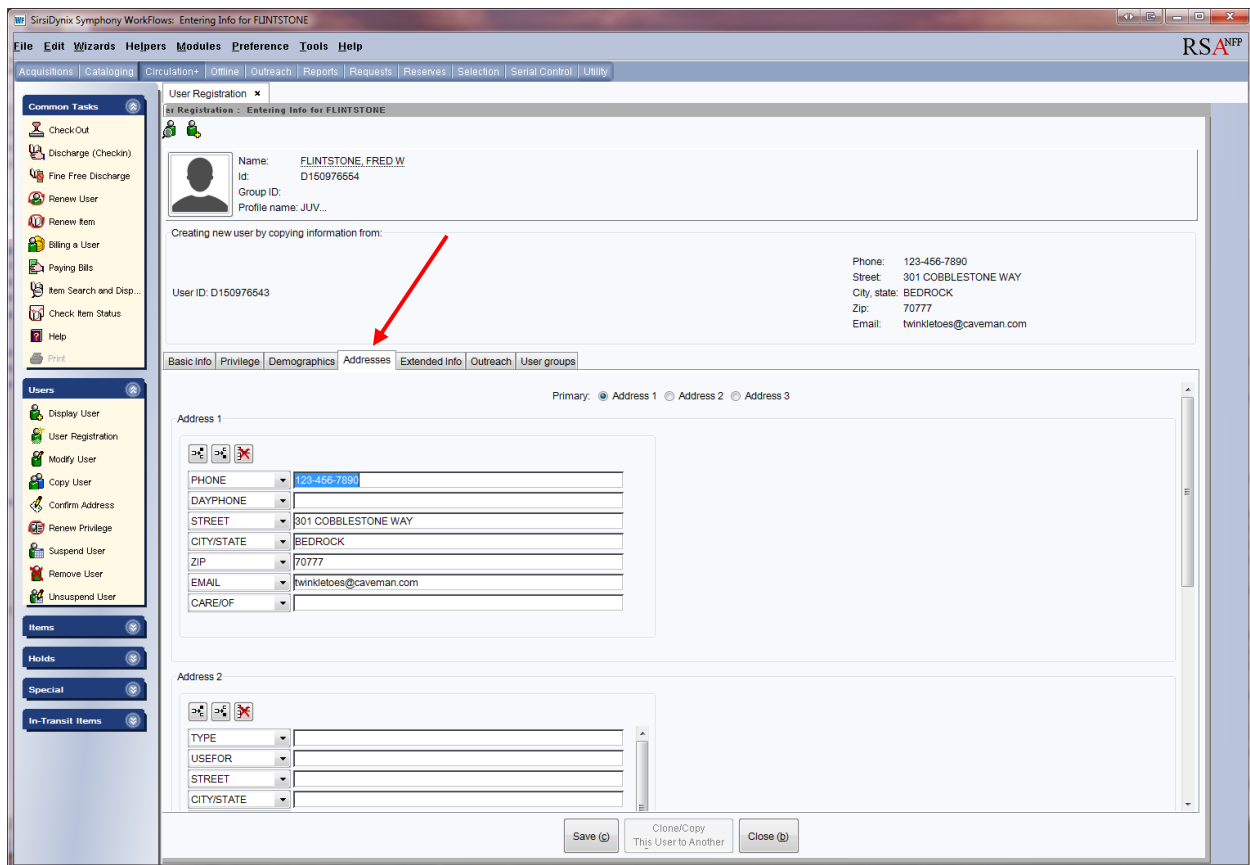 WF SirsiDynix Symphony WorkFlows: Entering Info for FLINTSTONE
File Edit Wizards Helpers Modules Preference Tools Help
RSA NFP
Acquisitions Cataloging Circulation+ Offline Outreach Reports Requests Reserves Selection Serial Control Utility
User Registration ×
er Registration : Entering Info for FLINTSTONE
Common Tasks
CheckOut
Discharge (Checkin)
Fine Free Discharge
Renew User
Renew Item
Billing a User
Paying Bills
Item Search and Disp...
Check Item Status
Help
Print
Users
Display User
User Registration
Modify User
Copy User
Confirm Address
Renew Privilege
Suspend User
Remove User
Unsuspend User
Items
Holds
Special
In-Transit Items
Name: FLINTSTONE, FRED W
Id: D150976554
Group ID:
Profile name: JUV...
Creating new user by copying information from:
User ID: D150976543
Phone: 123-456-7890
Street: 301 COBBLESTONE WAY
City, state: BEDROCK
Zip: 70777
Email: twinkletoes@caveman.com
Basic Info Privilege Demographics Addresses Extended Info Outreach User groups
Primary: Address 1 Address 2 Address 3
Address 1
PHONE 123-456-7890
DAYPHONE
STREET 301 COBBLESTONE WAY
CITY/STATE BEDROCK
ZIP 70777
EMAIL twinkletoes@caveman.com
CARE/OF
Address 2
TYPE
USEFOR
STREET
CITY/STATE
Save (c)
Clone/Copy
This User to Another
Close (b)